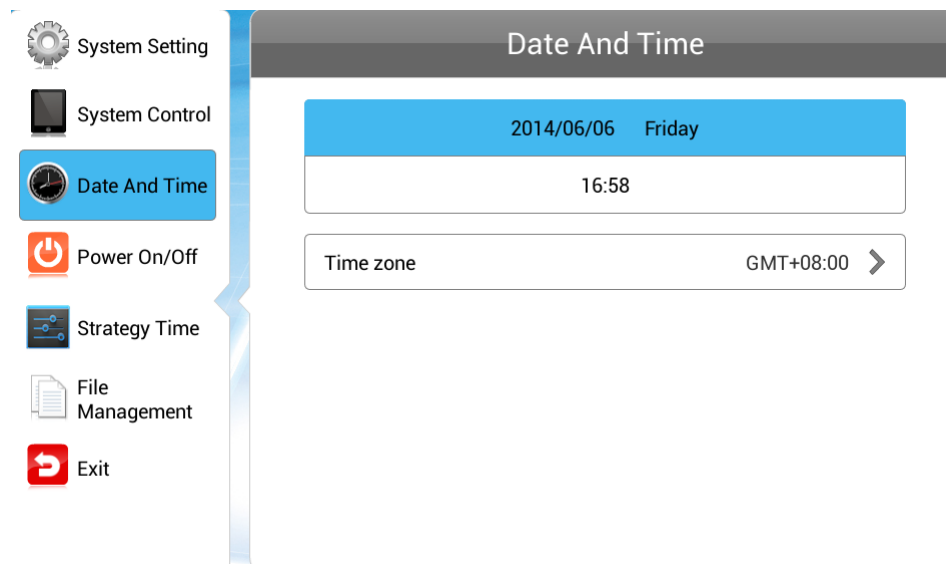 System Setting
System Control
Date And Time
Power On/Off
Strategy Time
File
Management
Exit
Date And Time
2014/06/06 Friday
16:58
Time zone GMT+08:00